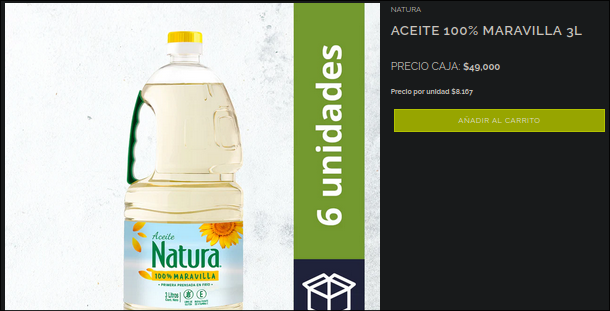 NATURA
ACEITE 100% MARAVILLA 3L
PRECIO CAJA: $49,000
Precio por unidad $8.167
AÑADIR AL CARRITO
6 unidades
Aceite
Natura
100% MARAVILLA
• PRIMERA PRENSADA EN FRÍO •
3 Litros